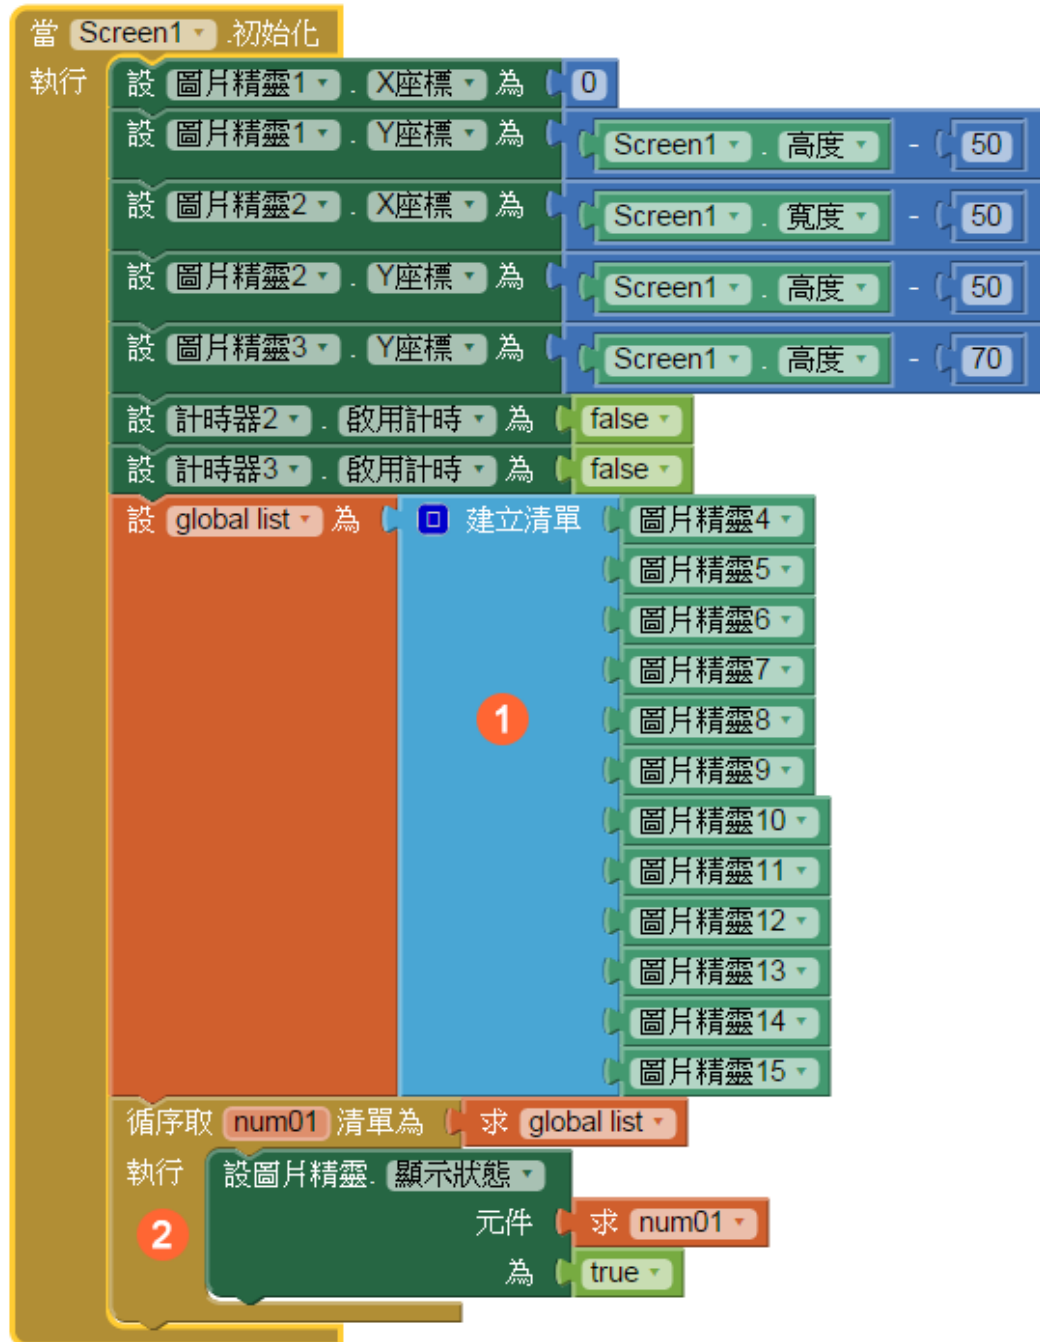 當 Screen1 .初始化
執行 設 圖片精靈1 . X座標 為 0
設 圖片精靈1 . Y座標 為 Screen1 . 高度 - 50
設 圖片精靈2 . X座標 為 Screen1 . 寬度 - 50
設 圖片精靈2 . Y座標 為 Screen1 . 高度 - 50
設 圖片精靈3 . Y座標 為 Screen1 . 高度 - 70
設 計時器2 . 啟用計時 為 false
設 計時器3 . 啟用計時 為 false
設 global list 為 建立清單 圖片精靈4
圖片精靈5
圖片精靈6
圖片精靈7
1 圖片精靈8
圖片精靈9
圖片精靈10
圖片精靈11
圖片精靈12
圖片精靈13
圖片精靈14
圖片精靈15
循序取 num01 清單為 求 global list
執行 設圖片精靈. 顯示狀態
2 元件 求 num01
為 true